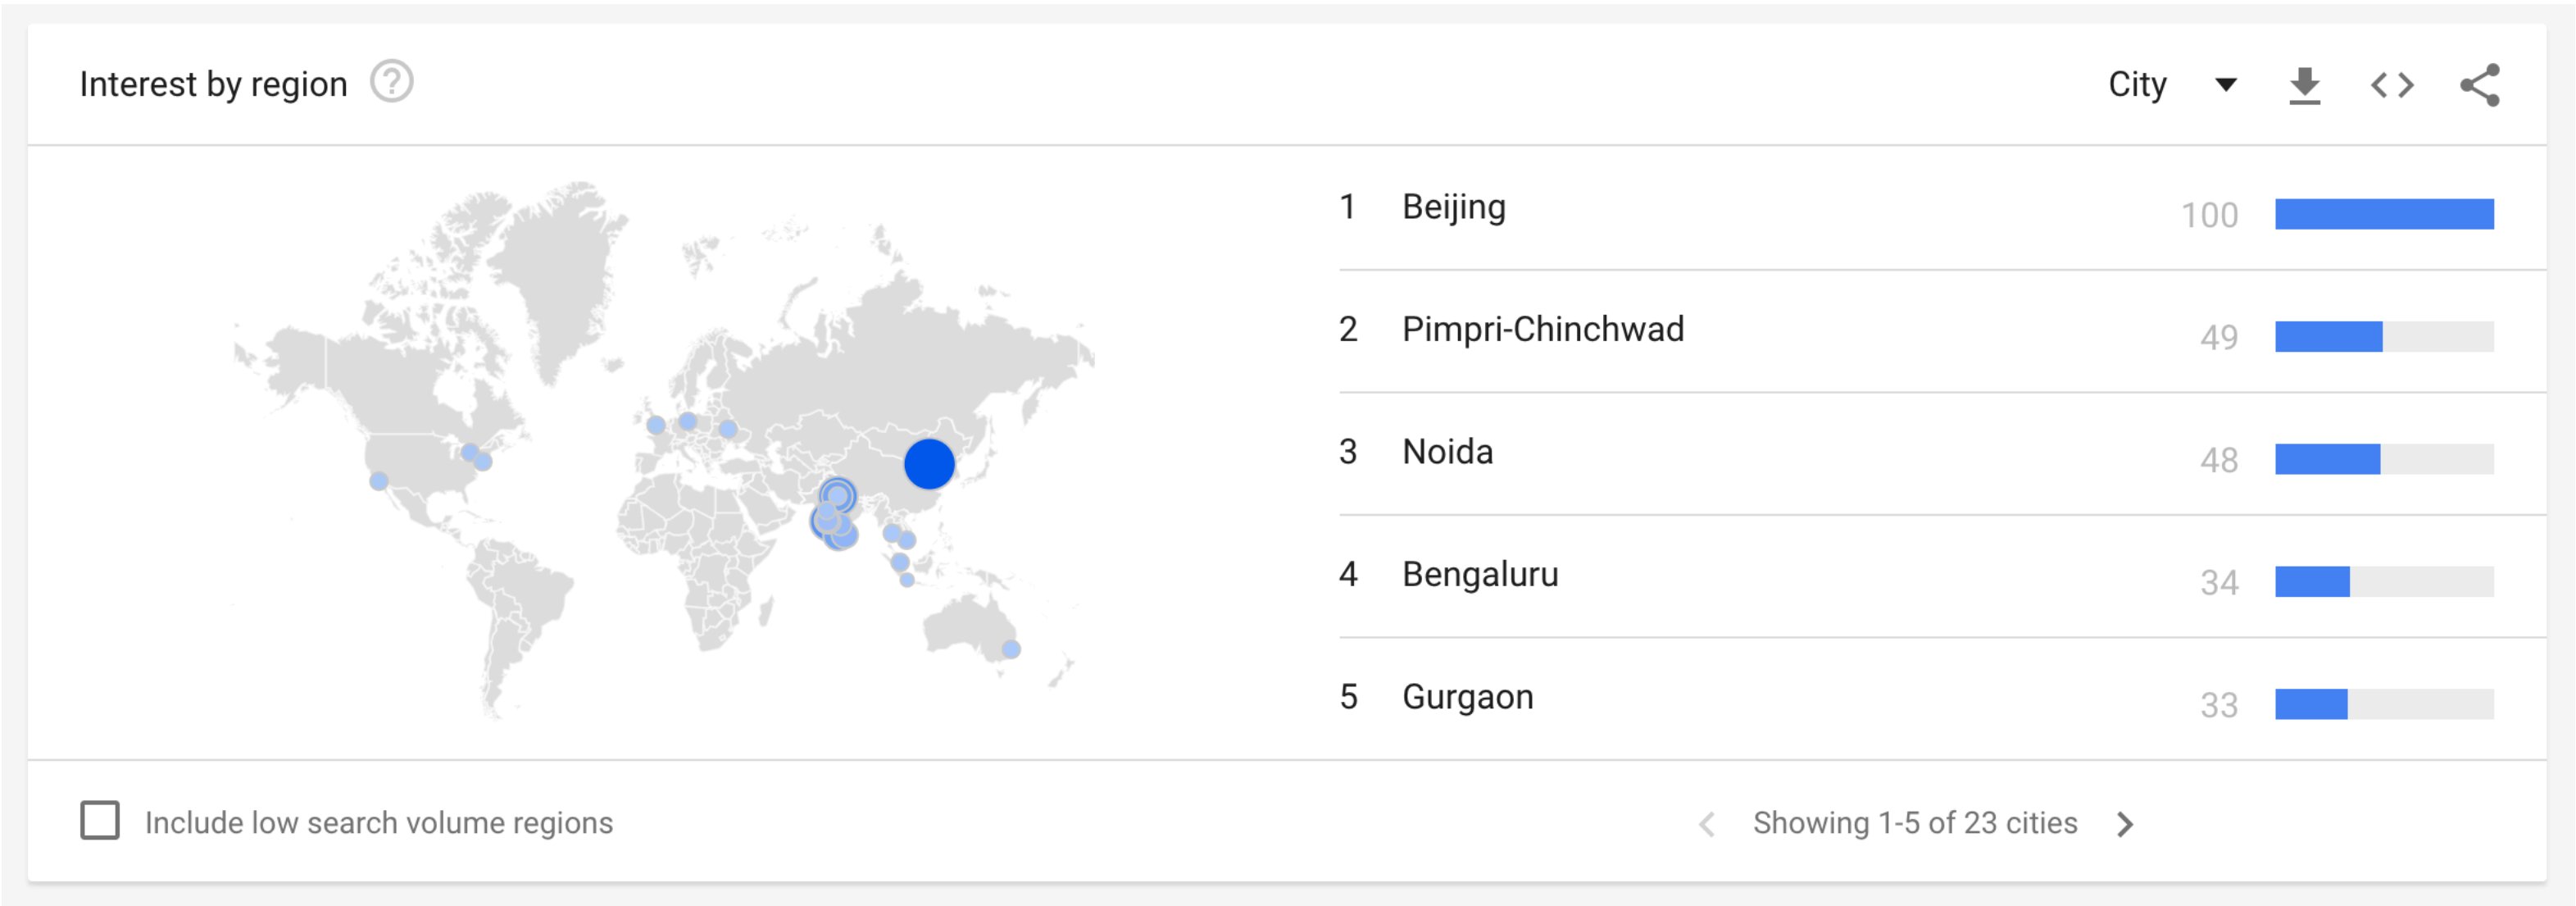 Interest by region ?
City
1 Beijing 100
2 Pimpri-Chinchwad 49
3 Noida 48
4 Bengaluru 34
5 Gurgaon 33
Include low search volume regions
Showing 1-5 of 23 cities